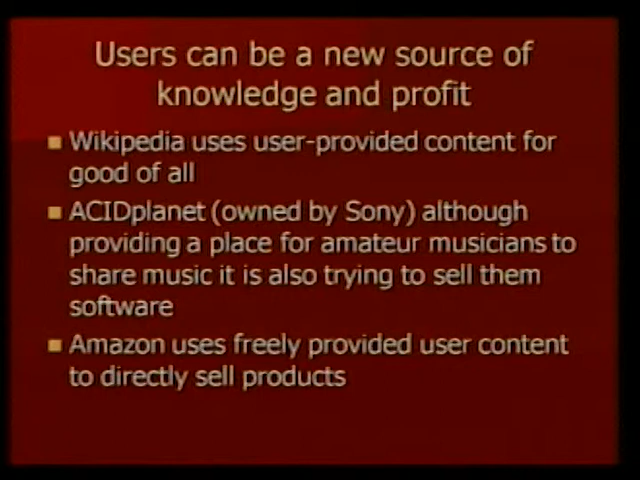 Users can be a new source of
knowledge and profit
Wikipedia uses user-provided content for
good of all
ACIDplanet (owned by Sony) although
providing a place for amateur musicians to
share music it is also trying to sell them
software
Amazon uses freely provided user content
to directly sell products